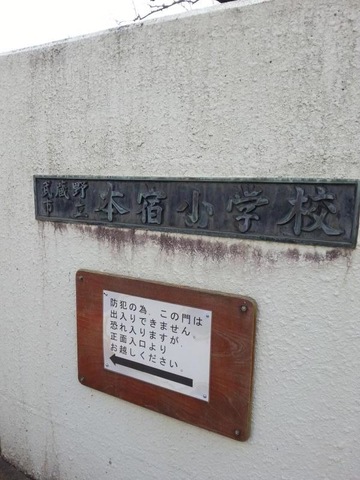 武蔵野市立 本宿小学校
防犯の為、この門は
出入りできません
恐れ入りますが
正面入口より
お越しください